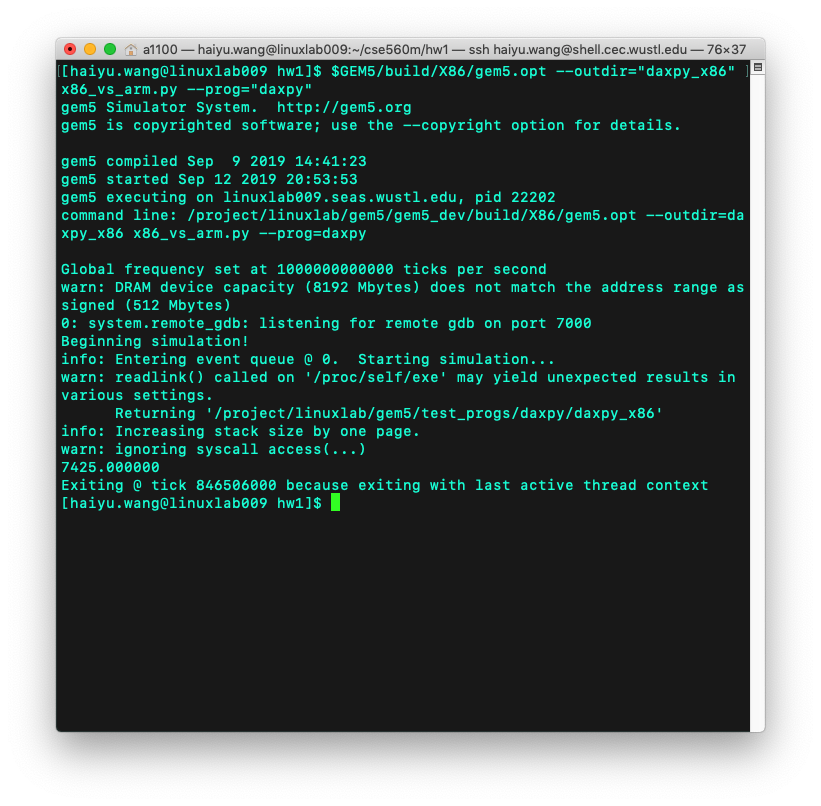 a1100 — haiyu.wang@linuxlab009:~/cse560m/hw1 — ssh haiyu.wang@shell.cec.wustl.edu — 76×37
[[haiyu.wang@linuxlab009 hw1]$ $GEM5/build/X86/gem5.opt --outdir="daxpy_x86" ]
x86_vs_arm.py --prog="daxpy"
gem5 Simulator System.  http://gem5.org
gem5 is copyrighted software; use the --copyright option for details.

gem5 compiled Sep  9 2019 14:41:23
gem5 started Sep 12 2019 20:53:53
gem5 executing on linuxlab009.seas.wustl.edu, pid 22202
command line: /project/linuxlab/gem5/gem5_dev/build/X86/gem5.opt --outdir=da
xpy_x86 x86_vs_arm.py --prog=daxpy

Global frequency set at 1000000000000 ticks per second
warn: DRAM device capacity (8192 Mbytes) does not match the address range as
signed (512 Mbytes)
0: system.remote_gdb: listening for remote gdb on port 7000
Beginning simulation!
info: Entering event queue @ 0.  Starting simulation...
warn: readlink() called on '/proc/self/exe' may yield unexpected results in
various settings.
      Returning '/project/linuxlab/gem5/test_progs/daxpy/daxpy_x86'
info: Increasing stack size by one page.
warn: ignoring syscall access(...)
7425.000000
Exiting @ tick 846506000 because exiting with last active thread context
[haiyu.wang@linuxlab009 hw1]$